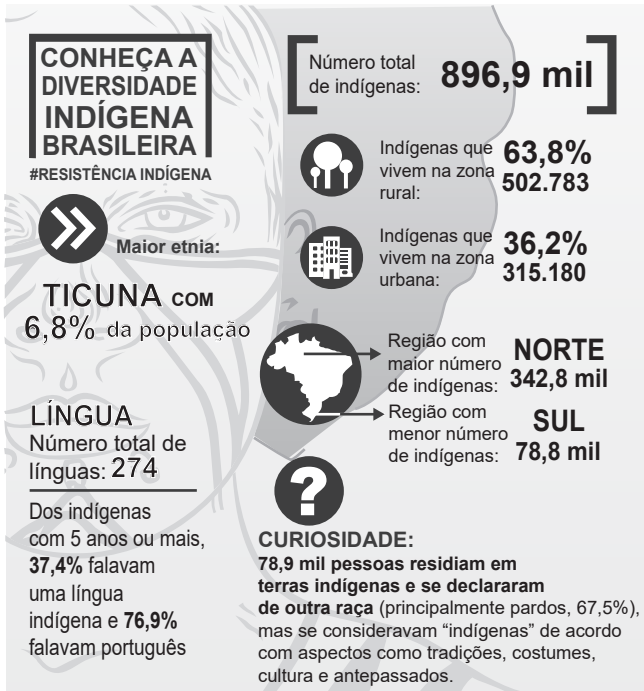 CONHEÇA A
DIVERSIDADE
INDÍGENA
BRASILEIRA
#RESISTÊNCIA INDÍGENA
Maior etnia:
TICUNA COM
6,8% da população
LÍNGUA
Número total de
línguas: 274
Dos indígenas
com 5 anos ou mais,
37,4% falavam
uma língua
indígena e 76,9%
falavam português
Número total
de indígenas:
896,9 mil
Indígenas que
vivem na zona
rural:
63,8%
502.783
Indígenas que
vivem na zona
urbana:
36,2%
315.180
Região com
maior número
de indígenas:
NORTE
342,8 mil
Região com
menor número
de indígenas:
SUL
78,8 mil
?
CURIOSIDADE:
78,9 mil pessoas residiam em
terras indígenas e se declararam
de outra raça (principalmente pardos, 67,5%),
mas se consideravam “indígenas” de acordo
com aspectos como tradições, costumes,
cultura e antepassados.